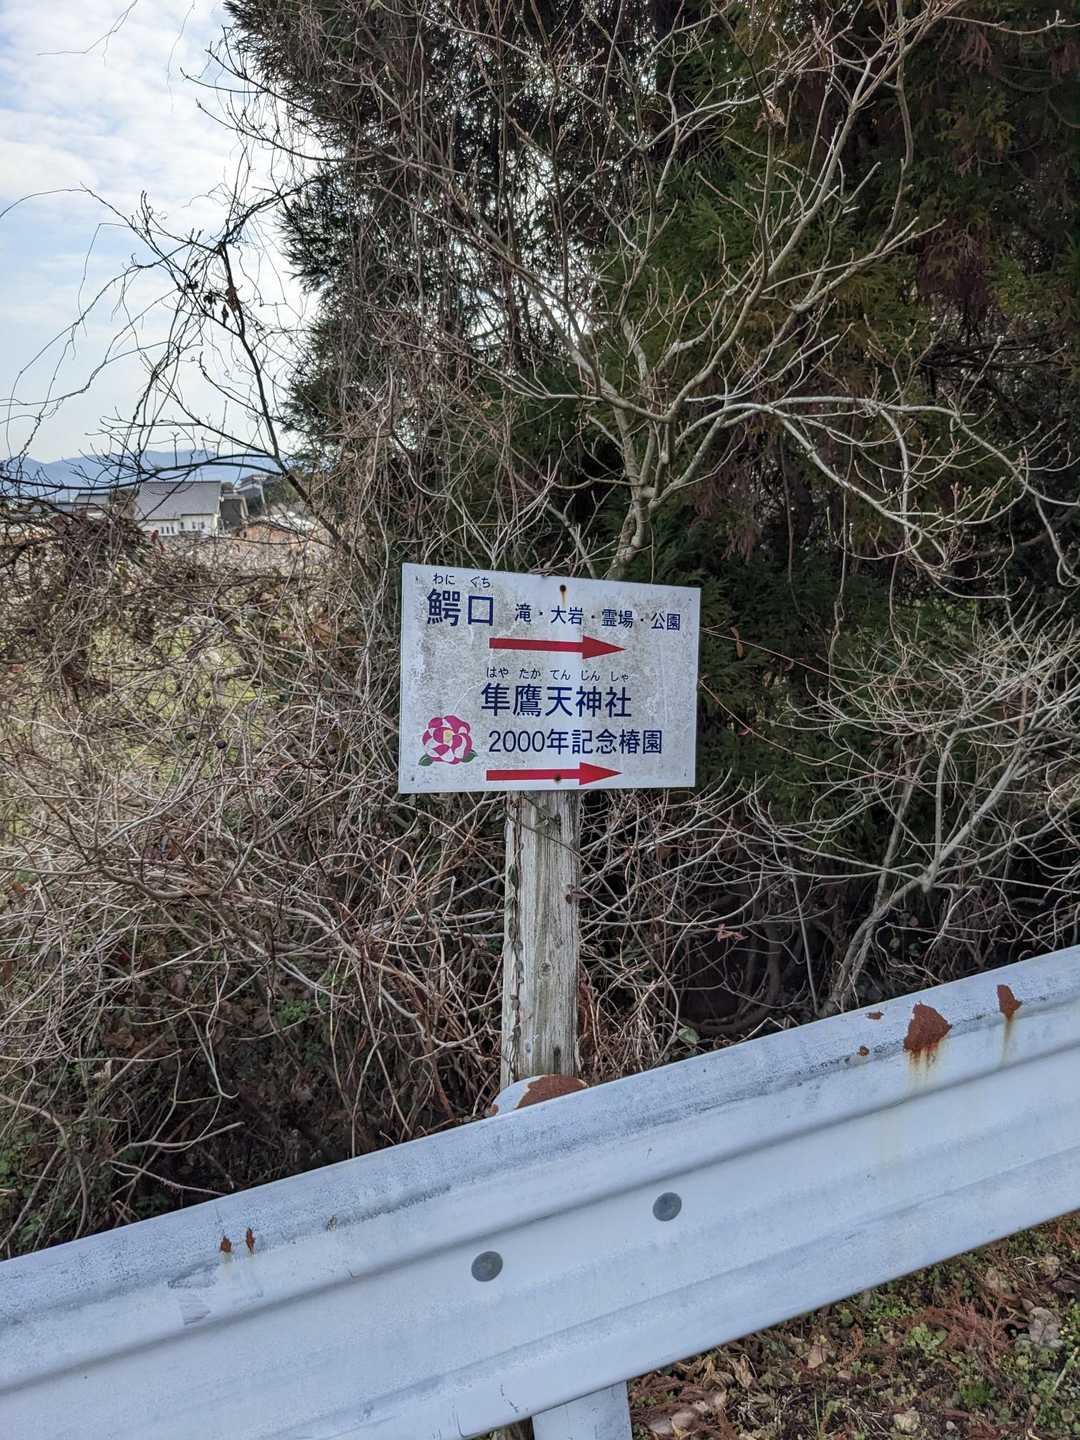 わに ぐち
鰐口 滝・大岩・霊場・公園
はや たか てん じん しゃ
隼鷹天神社
2000年記念椿園